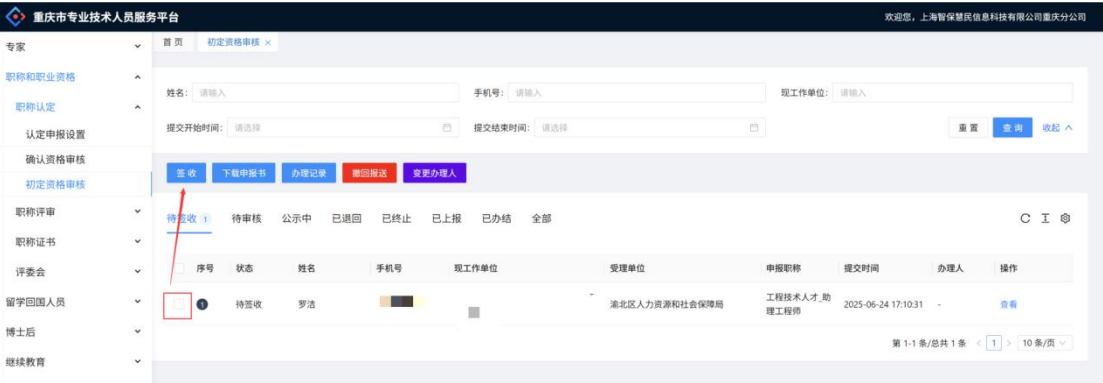 重庆市专业技术人员服务平台
欢迎您，上海智保慧民信息科技有限公司重庆分公司
专家
职称和职业资格
职称认定
认定申报设置
确认资格审核
初定资格审核
职称评审
职称证书
评委会
留学回国人员
博士后
继续教育
首页 初定资格审核 ×
姓名： 请输入 手机号： 请输入 现工作单位： 请输入
提交开始时间： 请选择 提交结束时间： 请选择 重置 查询 收起
签收 下载申报书 办理记录 撤回报送 变更办理人
待签收 1 待审核 公示中 已退回 已终止 已上报 已办结 全部
序号 状态 姓名 手机号 现工作单位 受理单位 申报职称 提交时间 办理人 操作
1 待签收 罗洁 渝北区人力资源和社会保障局 工程技术人才_助 2025-06-24 17:10:31 - 查看
理工程师
第 1-1 条/总共 1 条 < 1 > 10 条/页